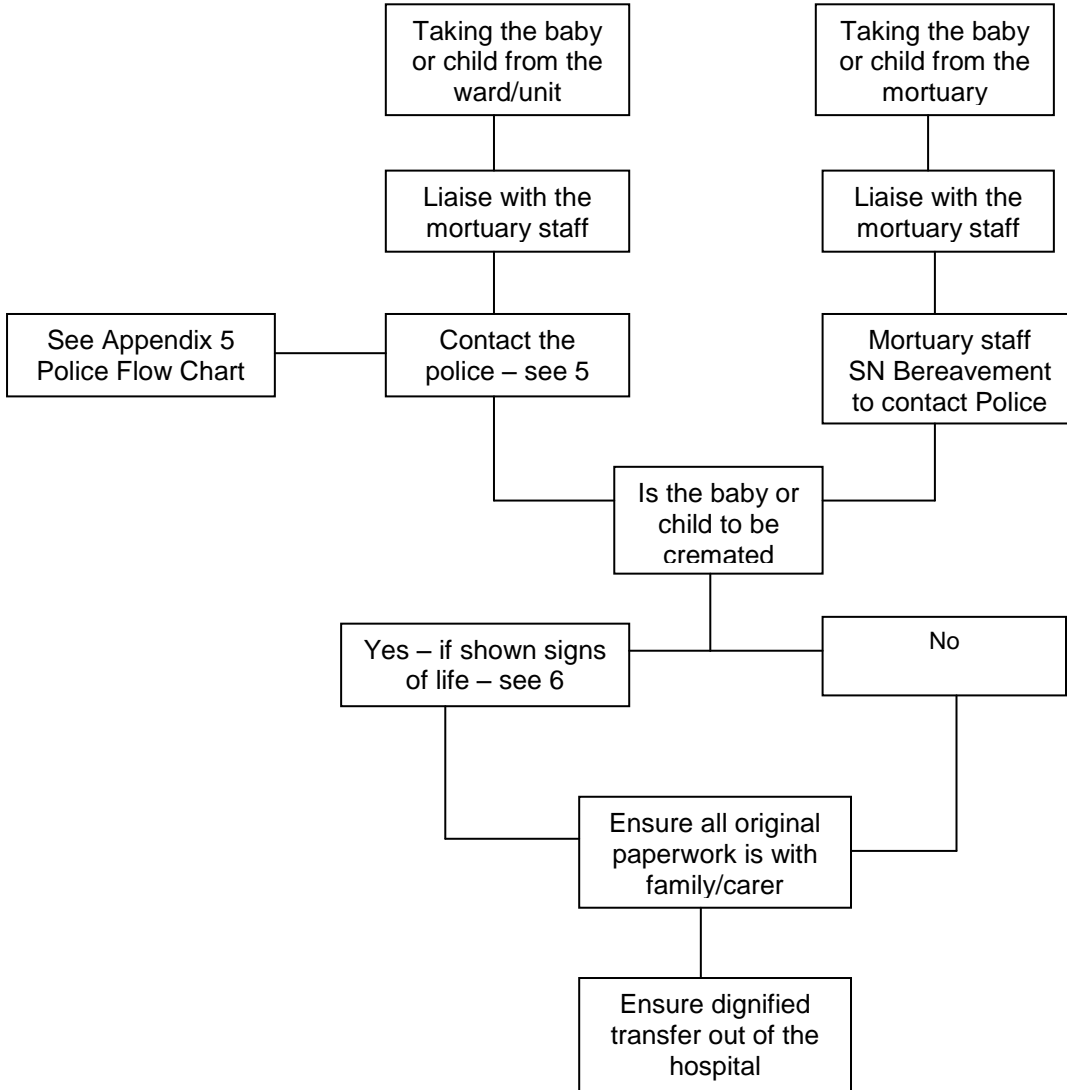 Taking the baby
or child from the
ward/unit
Taking the baby
or child from the
mortuary
Liaise with the
mortuary staff
Liaise with the
mortuary staff
See Appendix 5
Police Flow Chart
Contact the
police – see 5
Mortuary staff
SN Bereavement
to contact Police
Is the baby or
child to be
cremated
Yes – if shown signs
of life – see 6
No
Ensure all original
paperwork is with
family/carer
Ensure dignified
transfer out of the
hospital